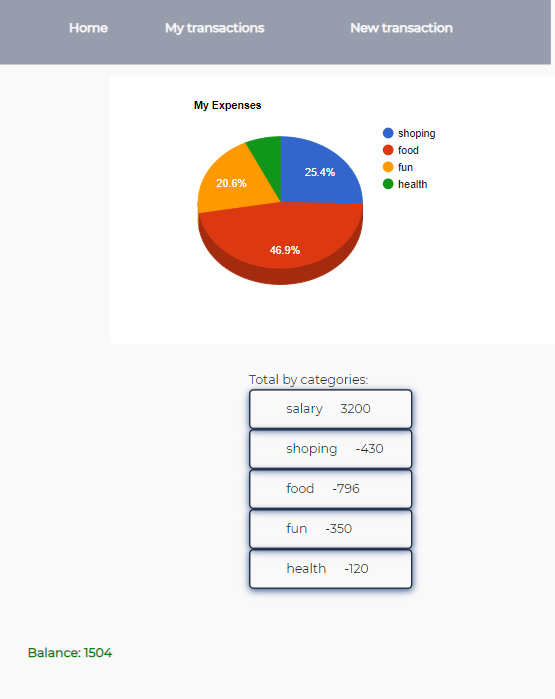 Home My transactions New transaction
My Expenses
shoping
food
fun
health
25.4%
20.6%
46.9%
Total by categories:
salary 3200
shoping -430
food -796
fun -350
health -120
Balance: 1504